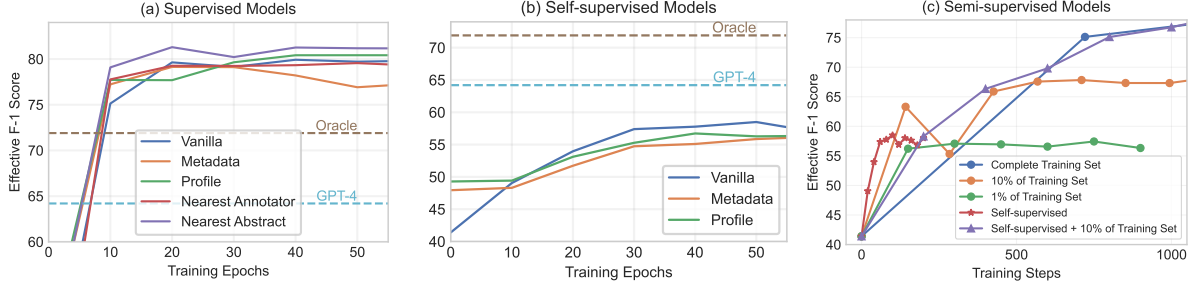 (a) Supervised Models
Effective F-1 Score
80
75
70
65
60
0
10
20
30
40
50
Training Epochs
Oracle
GPT-4
Vanilla
Metadata
Profile
Nearest Annotator
Nearest Abstract
(b) Self-supervised Models
70
65
60
55
50
45
40
0
10
20
30
40
50
Training Epochs
Oracle
GPT-4
Vanilla
Metadata
Profile
(c) Semi-supervised Models
Effective F-1 Score
75
70
65
60
55
50
45
40
0
500
1000
Training Steps
Complete Training Set
10% of Training Set
1% of Training Set
Self-supervised
Self-supervised + 10% of Training Set